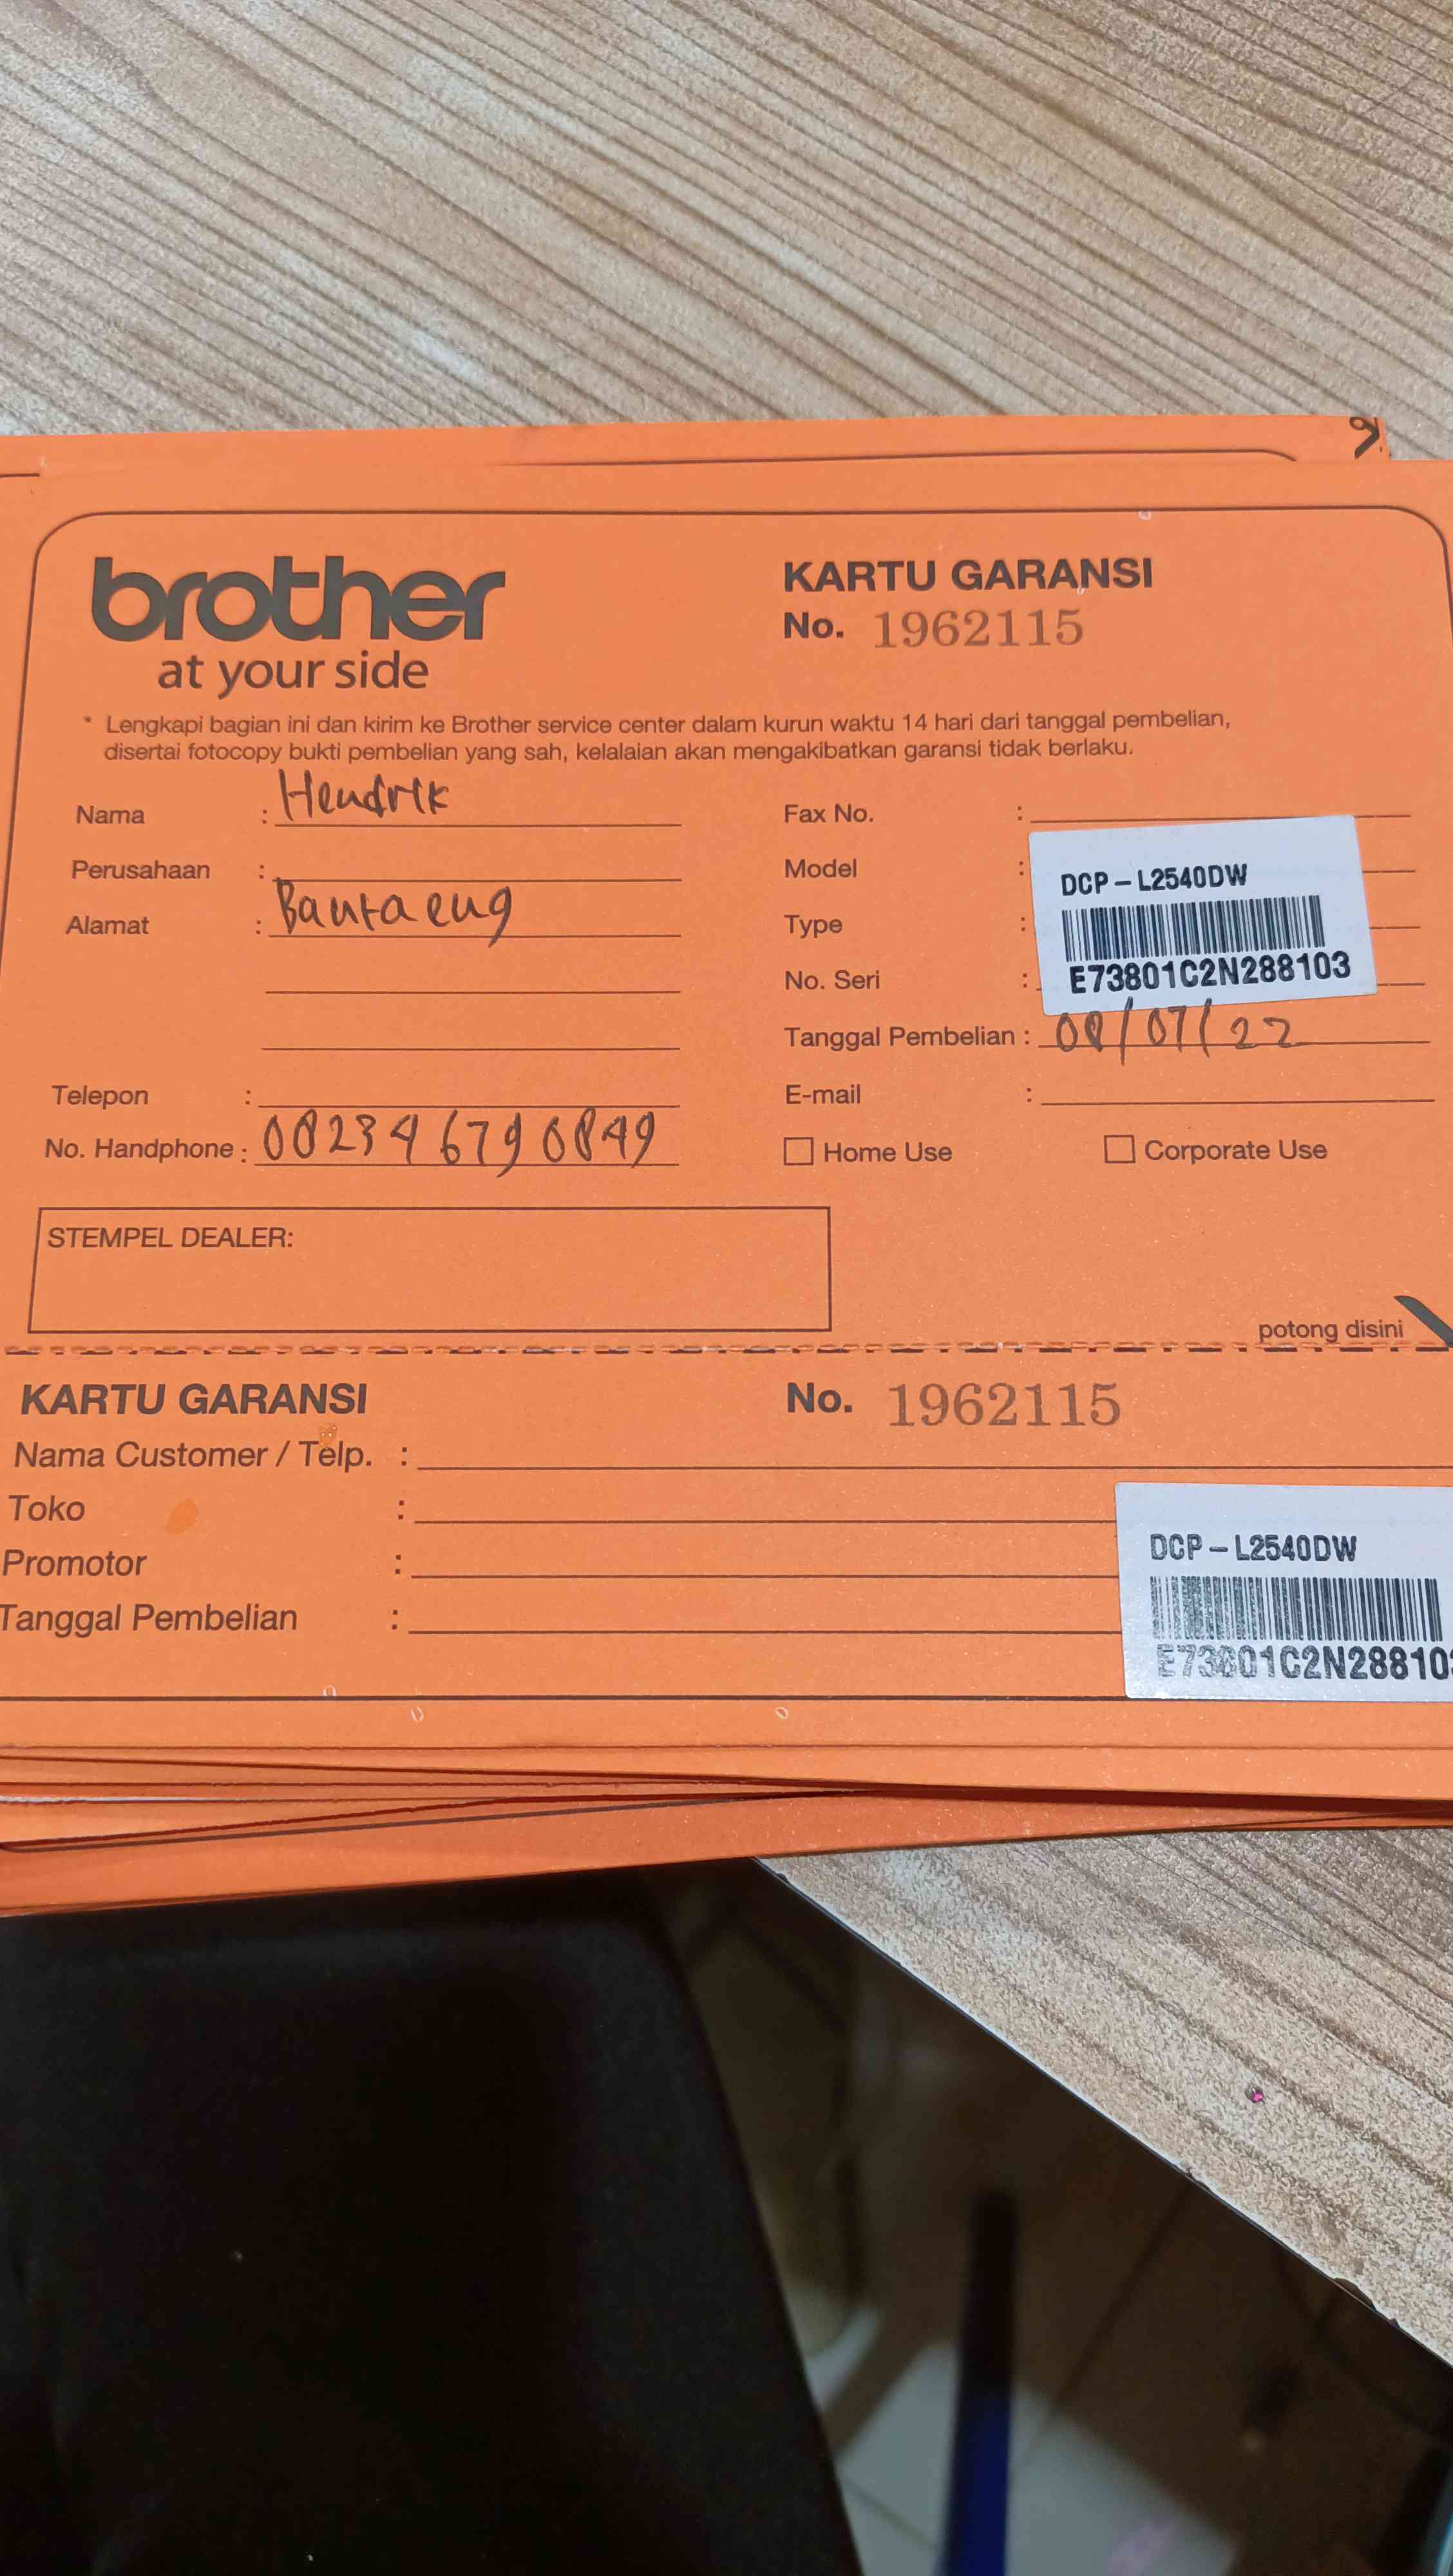 brother
at your side
KARTU GARANSI
No. 1962115
* Lengkapi bagian ini dan kirim ke Brother service center dalam kurun waktu 14 hari dari tanggal pembelian,
disertai fotocopy bukti pembelian yang sah, kelalaian akan mengakibatkan garansi tidak berlaku.
Nama : Hendrik
Perusahaan :
Alamat : Bantaeng
Telepon :
No. Handphone :
Fax No. :
Model : DCP-L2540DW
Type :
No. Seri : E73801C2N288103
Tanggal Pembelian : 08/07/22
E-mail :
Home Use Corporate Use
STEMPEL DEALER:
potong disini
KARTU GARANSI No. 1962115
Nama Customer / Telp. :
Toko :
Promotor :
Tanggal Pembelian :
DCP-L2540DW
E73801C2N28810